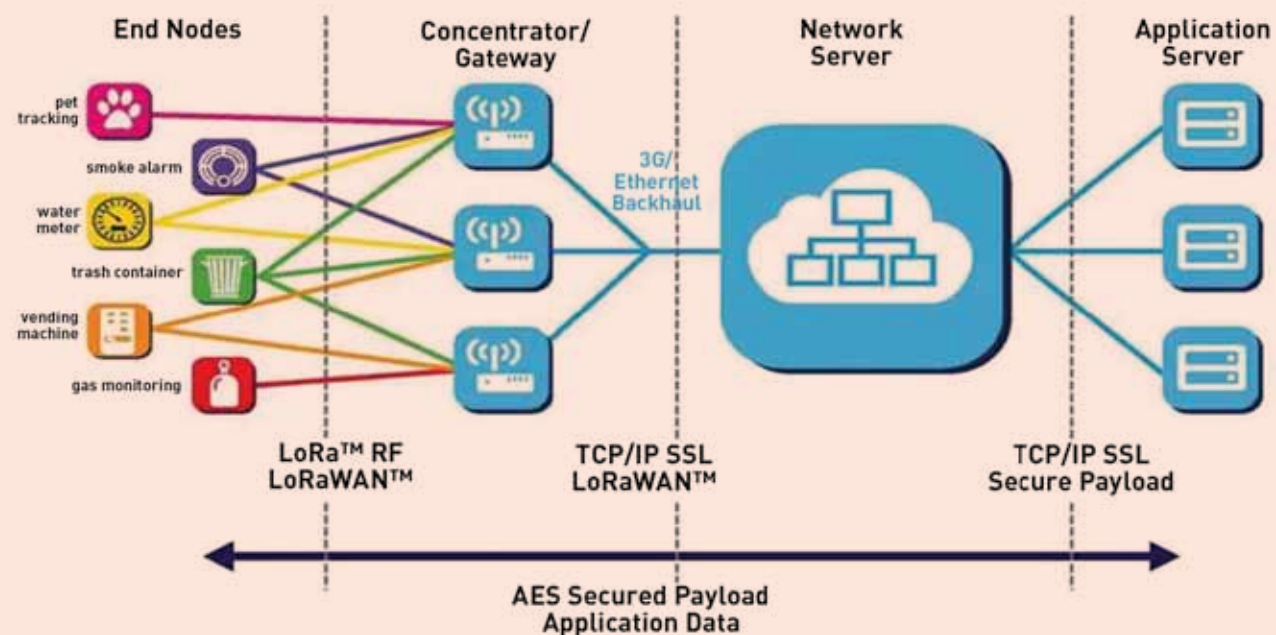 End Nodes
Concentrator/
Gateway
Network
Server
Application
Server
pet
tracking
smoke alarm
water
meter
trash container
vending
machine
gas monitoring
3G/
Ethernet
Backhaul
LoRa™ RF
LoRaWAN™
TCP/IP SSL
LoRaWAN™
TCP/IP SSL
Secure Payload
AES Secured Payload
Application Data